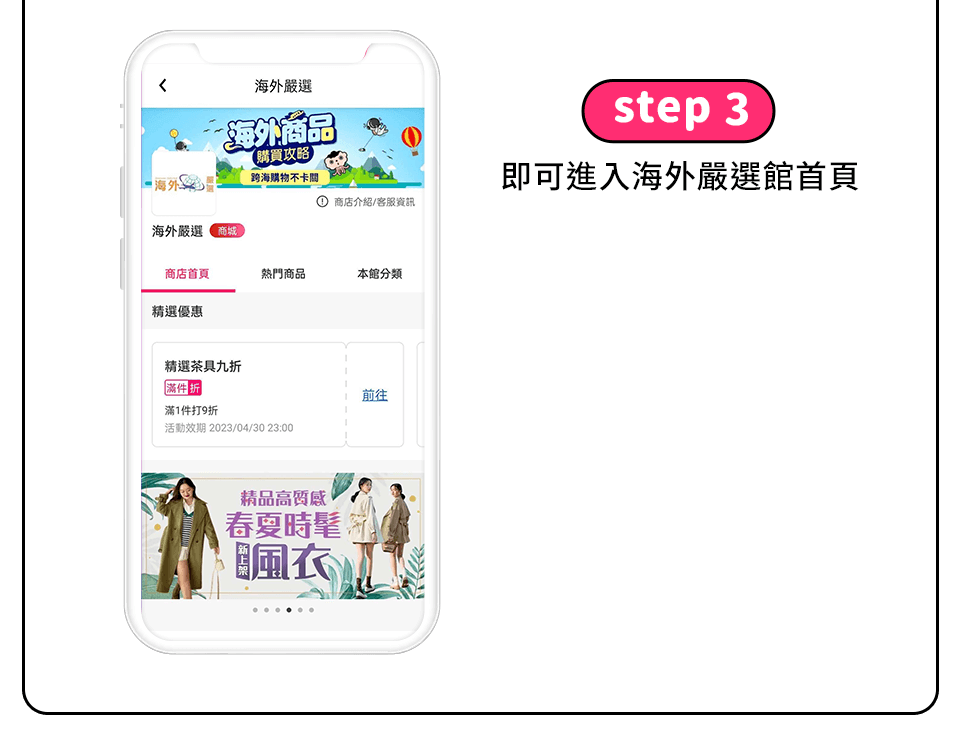 step 3
即可進入海外嚴選館首頁
海外嚴選
海外商品
購買攻略
跨海購物不卡關
海外
嚴選
商店介紹/客服資訊
海外嚴選 商城
商店首頁 熱門商品 本館分類
精選優惠
精選茶具九折
滿件折
滿1件打9折
活動效期 2023/04/30 23:00
前往
精品高質感
春夏時髦
新上架 風衣